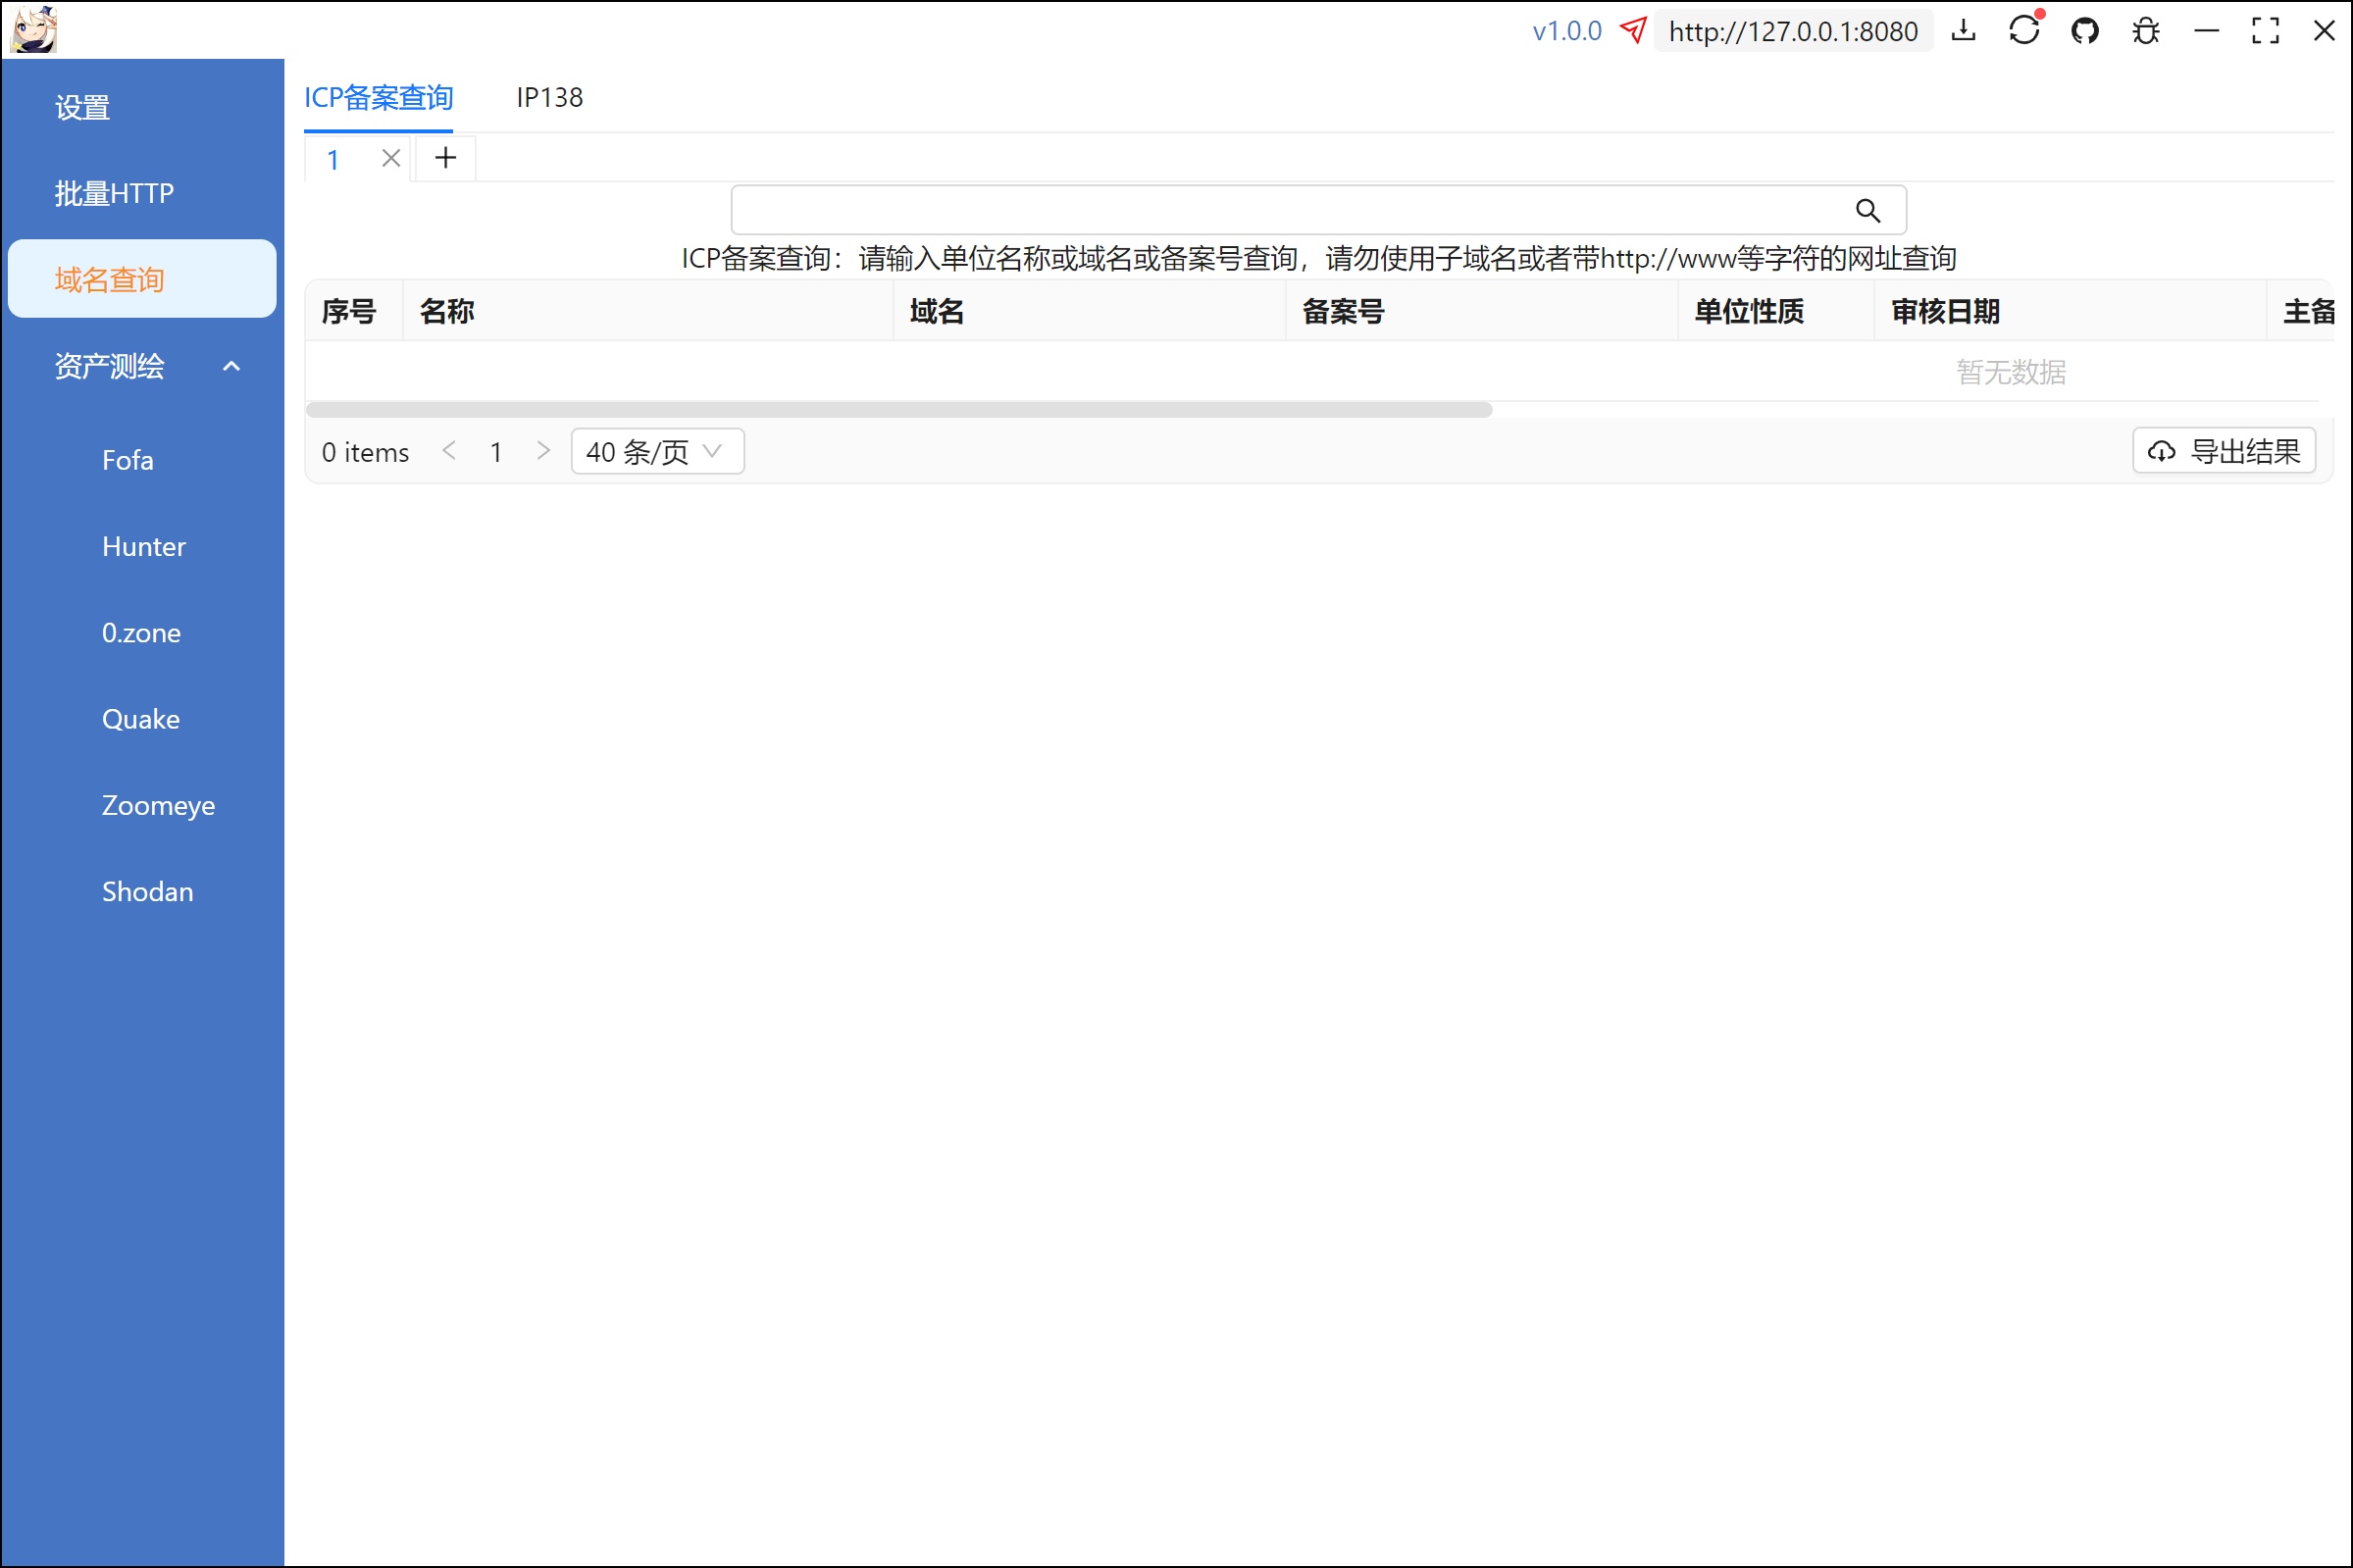 v1.0.0 http://127.0.0.1:8080
设置
批量HTTP
域名查询
资产测绘
Fofa
Hunter
0.zone
Quake
Zoomeye
Shodan
ICP备案查询 IP138
1
ICP备案查询：请输入单位名称或域名或备案号查询，请勿使用子域名或者带http://www等字符的网址查询
序号 名称 域名 备案号 单位性质 审核日期 主备
暂无数据
0 items 1 40 条/页 导出结果